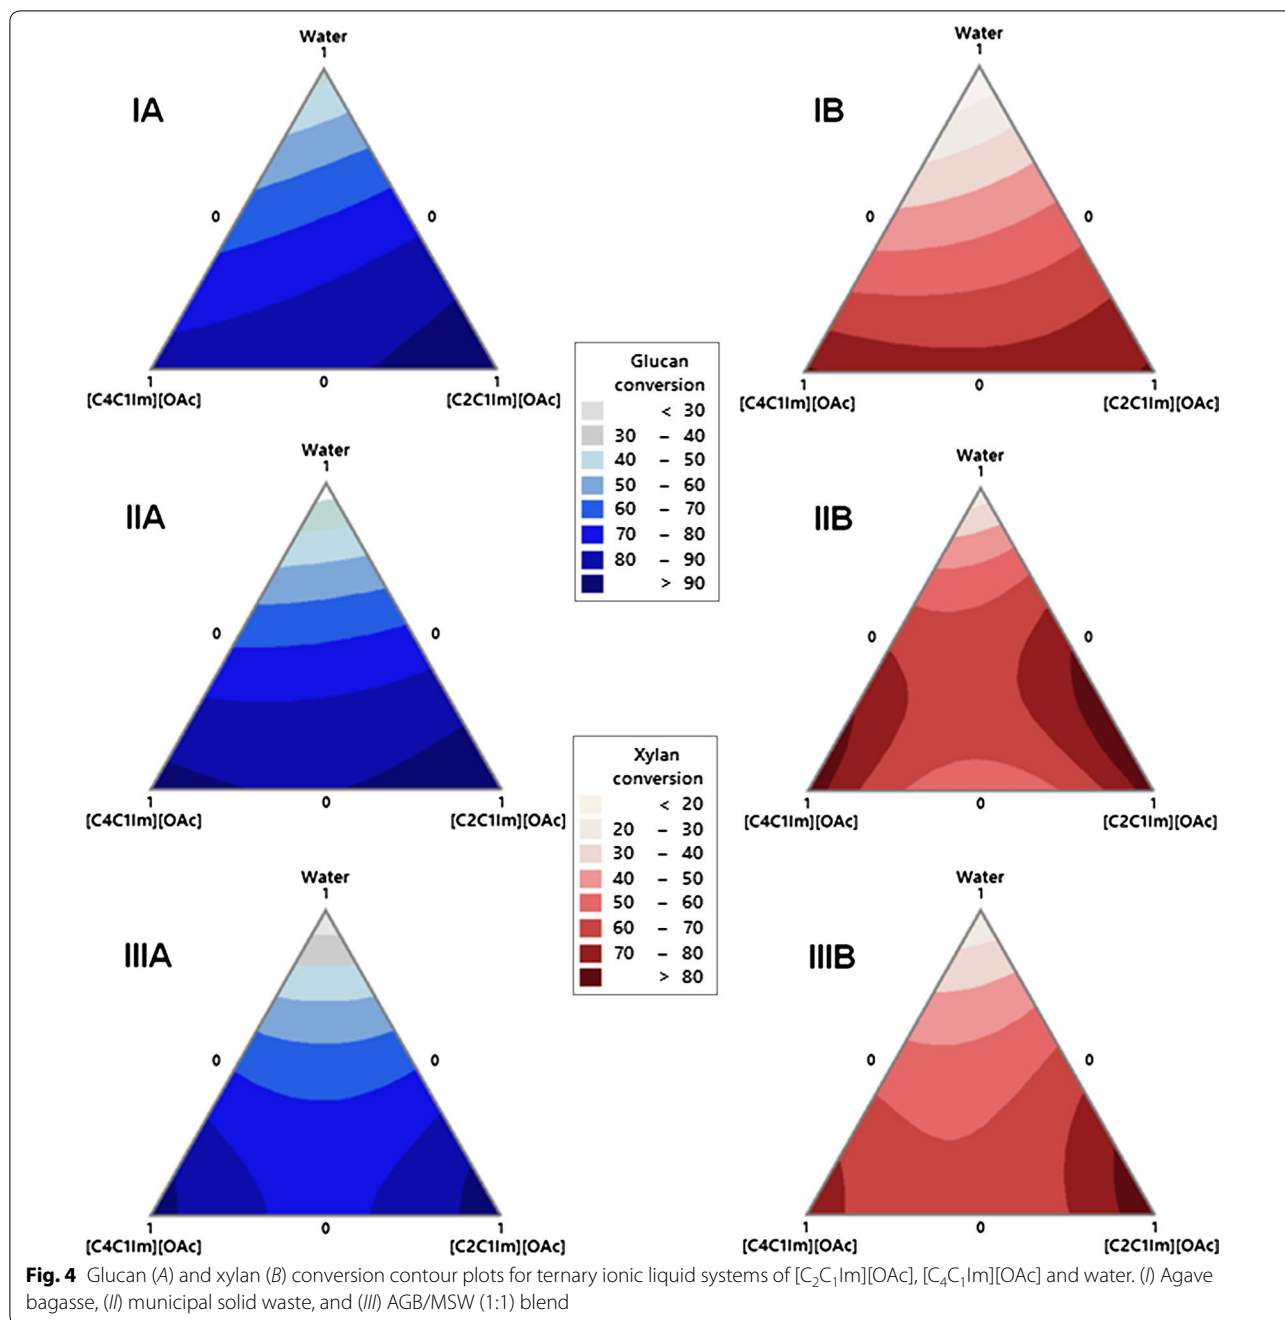 Water
1
IA
0
0
1
0
1
[C4C1Im][OAc]
[C2C1Im][OAc]
Water
1
IB
0
0
1
0
1
[C4C1Im][OAc]
[C2C1Im][OAc]
Glucan
conversion
< 30
30 – 40
40 – 50
50 – 60
60 – 70
70 – 80
80 – 90
> 90
Water
1
IIA
0
0
1
0
1
[C4C1Im][OAc]
[C2C1Im][OAc]
Water
1
IIB
0
0
1
0
1
[C4C1Im][OAc]
[C2C1Im][OAc]
Xylan
conversion
< 20
20 – 30
30 – 40
40 – 50
50 – 60
60 – 70
70 – 80
> 80
Water
1
IIIA
0
0
1
0
1
[C4C1Im][OAc]
[C2C1Im][OAc]
Water
1
IIIB
0
0
1
0
1
[C4C1Im][OAc]
[C2C1Im][OAc]
Fig. 4 Glucan (A) and xylan (B) conversion contour plots for ternary ionic liquid systems of [C₂C₁Im][OAc], [C₄C₁Im][OAc] and water. (I) Agave
bagasse, (II) municipal solid waste, and (III) AGB/MSW (1:1) blend